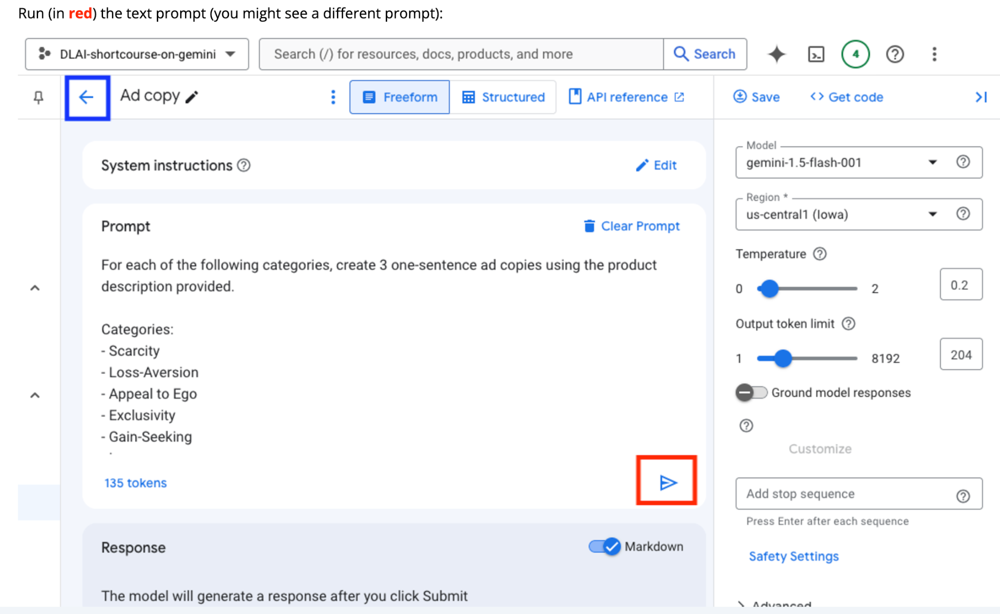 Run (in red) the text prompt (you might see a different prompt):
DLAI-shortcourse-on-gemini
Search (/) for resources, docs, products, and more
Search
4
Ad copy
Freeform
Structured
API reference
Save
Get code
System instructions
Edit
Prompt
Clear Prompt
For each of the following categories, create 3 one-sentence ad copies using the product
description provided.
Categories:
- Scarcity
- Loss-Aversion
- Appeal to Ego
- Exclusivity
- Gain-Seeking
135 tokens
Response
Markdown
The model will generate a response after you click Submit
Model
gemini-1.5-flash-001
Region *
us-central1 (Iowa)
Temperature
0
2
0.2
Output token limit
1
8192
204
Ground model responses
Customize
Add stop sequence
Press Enter after each sequence
Safety Settings
Advanced